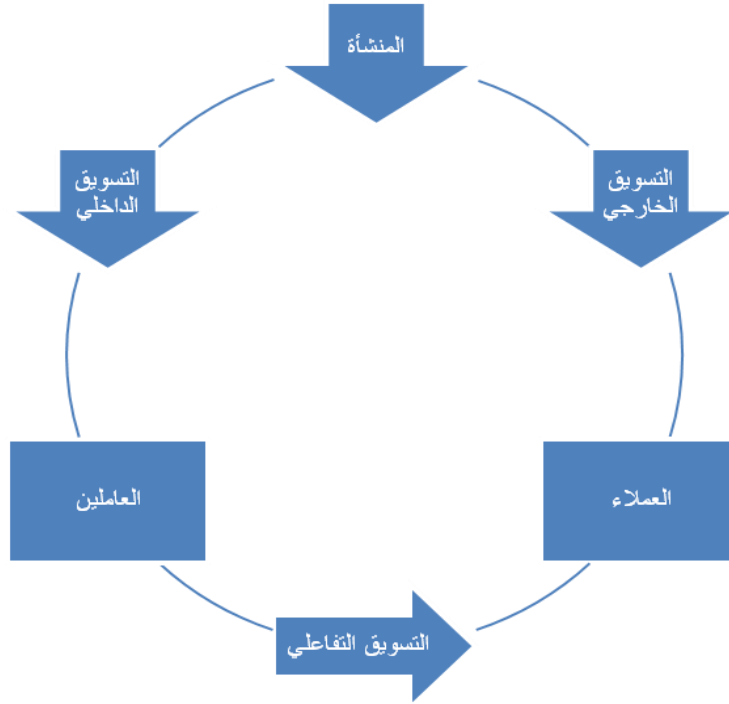 المنشأة
التسويق
الخارجي
التسويق
الداخلي
العملاء
العاملين
التسويق التفاعلي